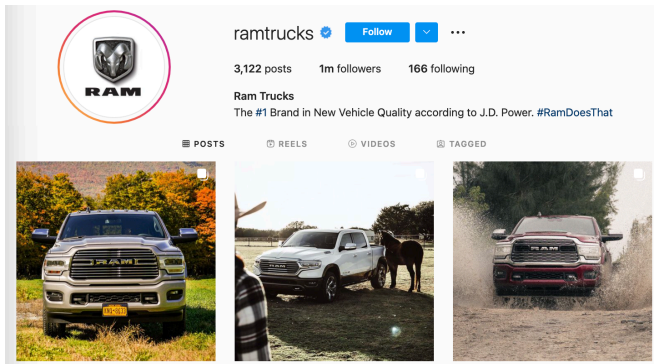 RAM
ramtrucks Follow
3,122 posts 1m followers 166 following
Ram Trucks
The #1 Brand in New Vehicle Quality according to J.D. Power. #RamDoesThat
POSTS REELS VIDEOS TAGGED
RAM
RAM
RAM